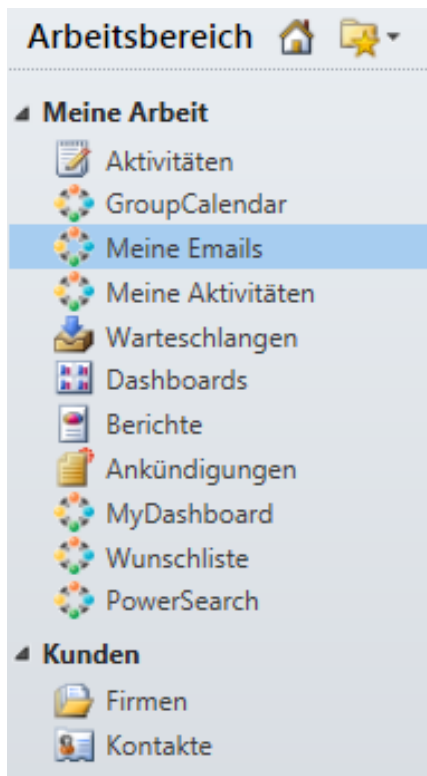 Arbeitsbereich
Meine Arbeit
Aktivitäten
GroupCalendar
Meine Emails
Meine Aktivitäten
Warteschlangen
Dashboards
Berichte
Ankündigungen
MyDashboard
Wunschliste
PowerSearch
Kunden
Firmen
Kontakte